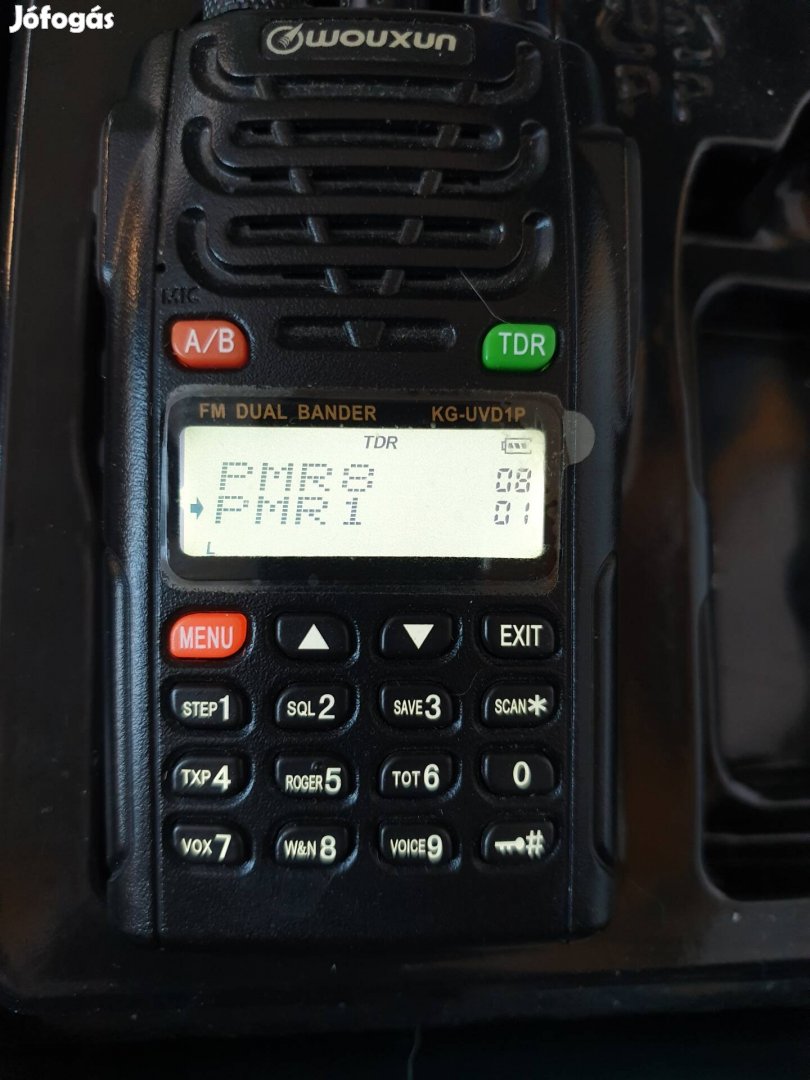 Jófogás
WOUXUN
MIC
A/B TDR
FM DUAL BANDER KG-UVD1P
TDR
PMR8 08
PMR1 01
L
MENU ▲ ▼ EXIT
STEP1 SQL2 SAVE3 SCAN*
TXP4 ROGER5 TOT6 0
VOX7 W&N8 VOICE9 #